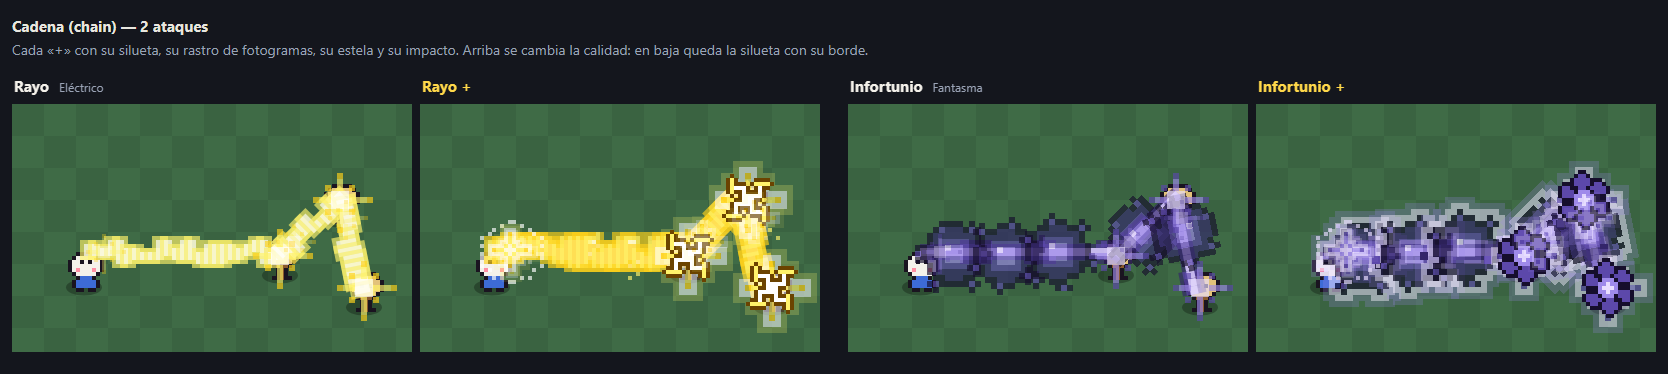 Cadena (chain) — 2 ataques
Cada «+» con su silueta, su rastro de fotogramas, su estela y su impacto. Arriba se cambia la calidad: en baja queda la silueta con su borde.
Rayo Eléctrico
Rayo +
Infortunio Fantasma
Infortunio +